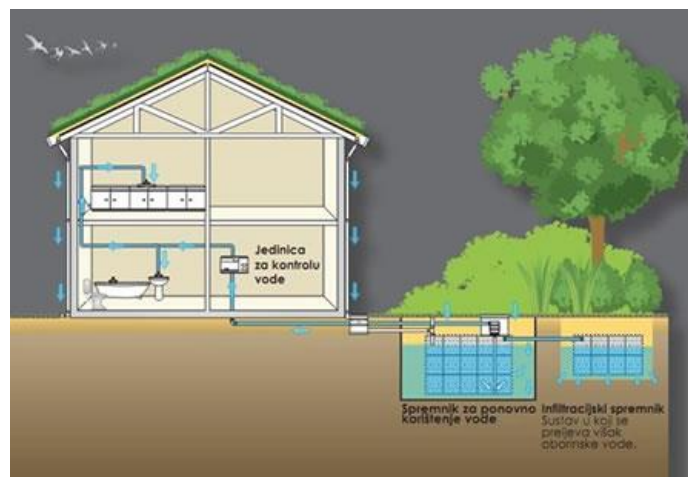 Jedinica
za kontrolu
vode
Spremnik za ponovno
korištenje vode
Infiltracijski spremnik
Sustav u koji se
prelijeva višak
oborinske vode.